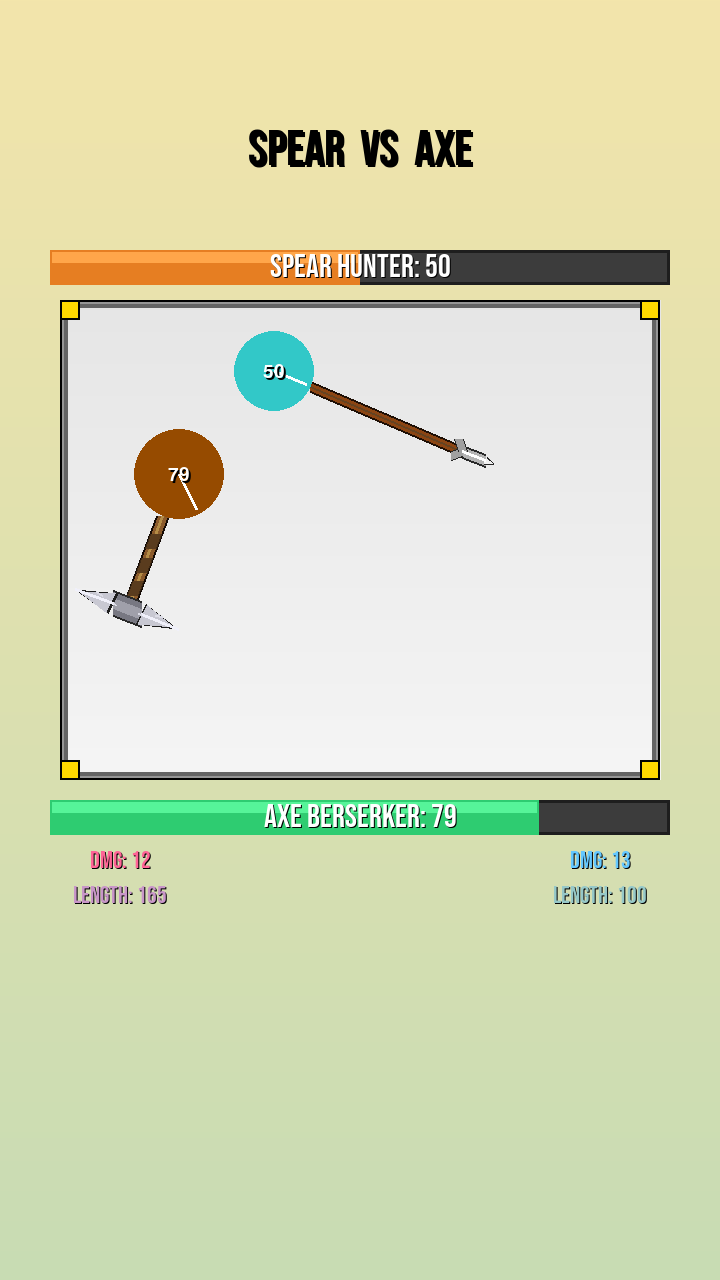 SPEAR VS AXE
SPEAR HUNTER: 50
50
79
AXE BERSERKER: 79
DMG: 12
DMG: 13
LENGTH: 165
LENGTH: 100